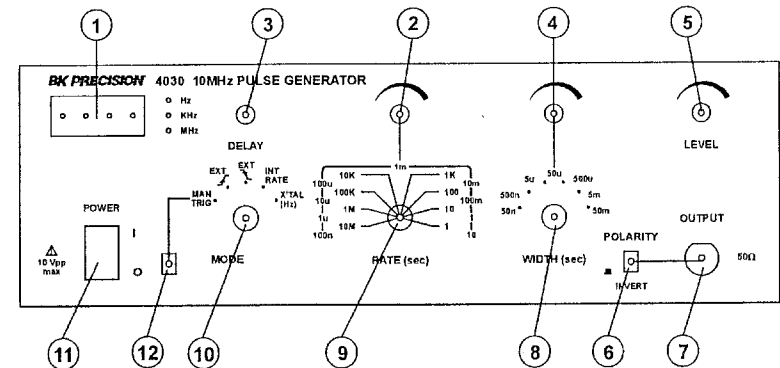 1
3
2
4
5
BK PRECISION 4030 10MHz PULSE GENERATOR
Hz
KHz
MHz
DELAY
LEVEL
MAN TRIG
EXT
EXT
INT RATE
X'TAL (Hz)
1m
10K
1K
100u
10m
100K
100
10u
100m
1M
10
1u
1
10M
1
100n
10
50n
500n
5u
50u
500u
5m
50m
POWER
I
O
10 Vpp max
MODE
RATE (sec)
WIDTH (sec)
POLARITY
INVERT
OUTPUT
50Ω
11
12
10
9
8
6
7